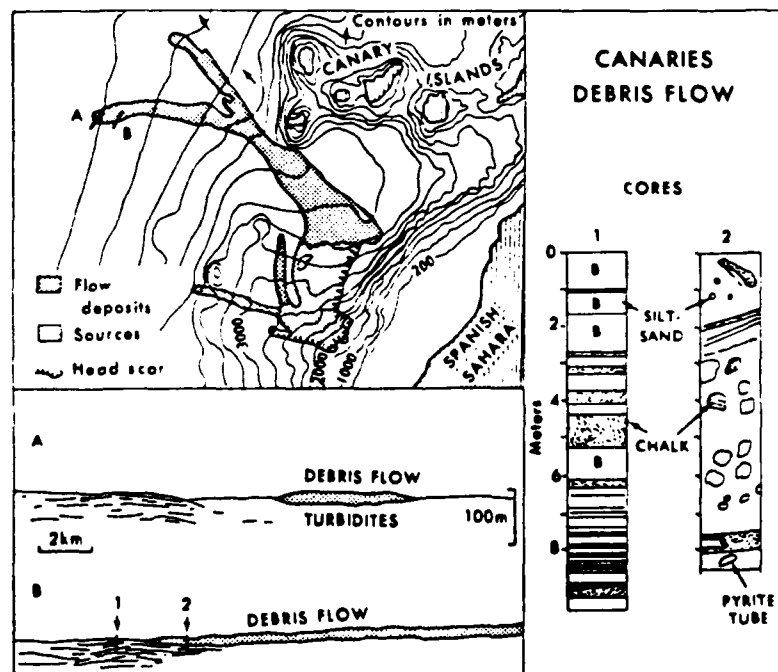 Contours in meters
CANARY
ISLANDS
A
B
Flow
deposits
Sources
Head scar
3000
2000
1000
200
SPANISH
SAHARA
CANARIES
DEBRIS FLOW
CORES
1
2
0
2
4
6
8
Meters
B
B
B
B
SILT-
SAND
CHALK
B
PYRITE
TUBE
A
DEBRIS FLOW
TURBIDITES
100m
2km
B
1
2
DEBRIS FLOW